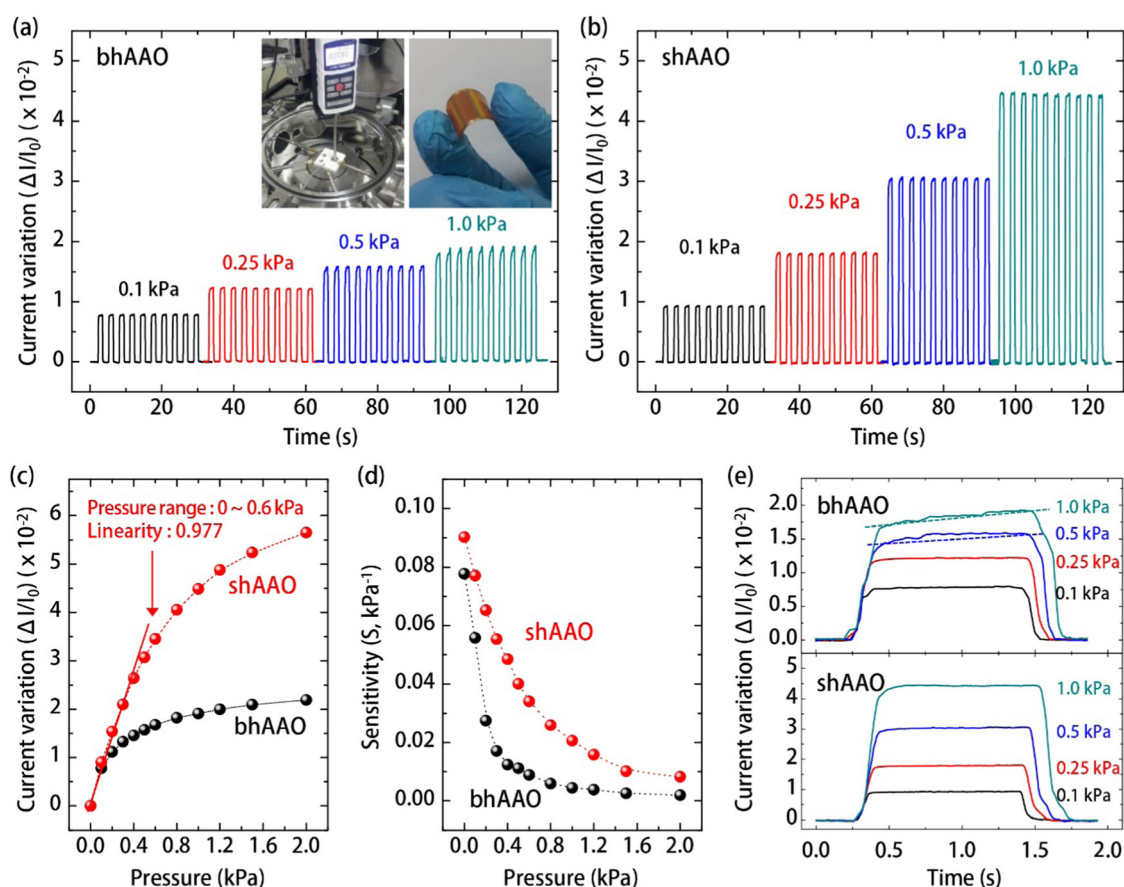 (a)
bhAAO
Current variation (ΔI/I₀) (x 10⁻²)
5
4
3
2
1
0
0.1 kPa
0.25 kPa
0.5 kPa
1.0 kPa
0 20 40 60 80 100 120
Time (s)
(b)
shAAO
Current variation (ΔI/I₀) (x 10⁻²)
5
4
3
2
1
0
0.1 kPa
0.25 kPa
0.5 kPa
1.0 kPa
0 20 40 60 80 100 120
Time (s)
(c)
Current variation (ΔI/I₀) (x 10⁻²)
6
5
4
3
2
1
0
Pressure range : 0 ~ 0.6 kPa
Linearity : 0.977
shAAO
bhAAO
0.0 0.4 0.8 1.2 1.6 2.0
Pressure (kPa)
(d)
Sensitivity (S, kPa⁻¹)
0.10
0.08
0.06
0.04
0.02
0.00
shAAO
bhAAO
0.0 0.4 0.8 1.2 1.6 2.0
Pressure (kPa)
(e)
Current variation (ΔI/I₀) (x 10⁻²)
bhAAO
2.0
1.5
1.0
0.5
0.0
1.0 kPa
0.5 kPa
0.25 kPa
0.1 kPa
shAAO
5
4
3
2
1
0
1.0 kPa
0.5 kPa
0.25 kPa
0.1 kPa
0.0 0.5 1.0 1.5 2.0
Time (s)